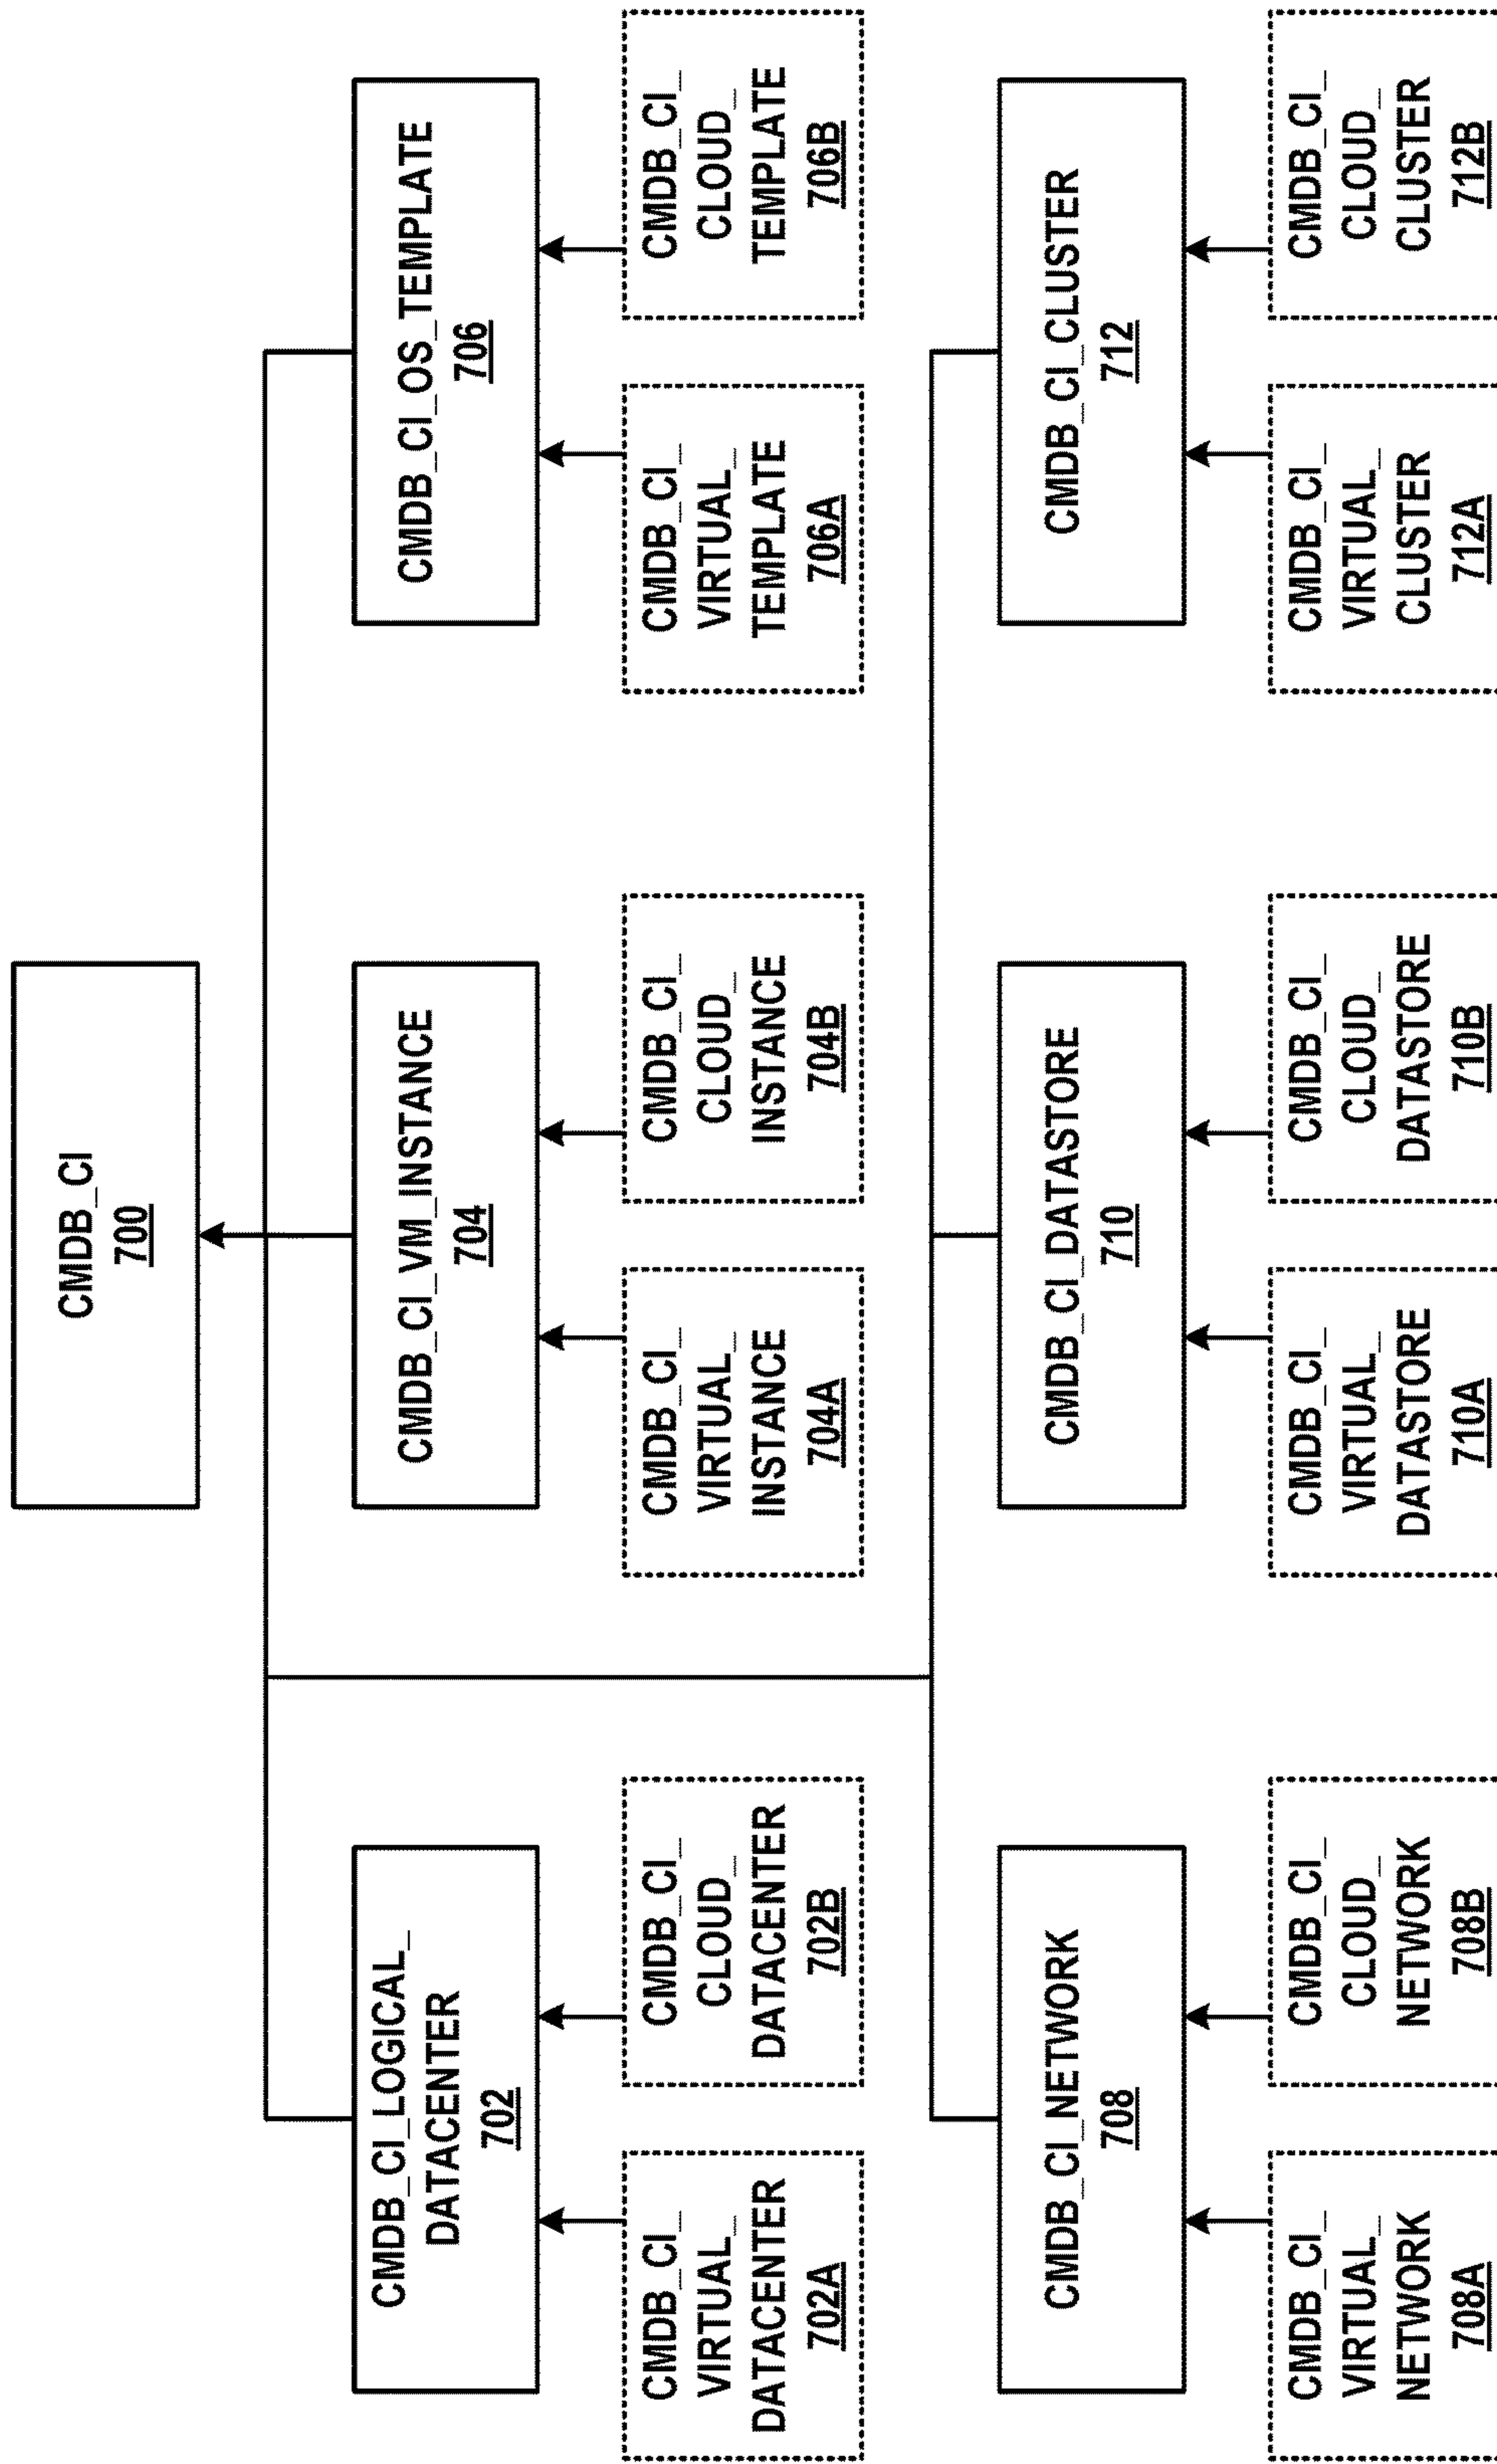 CMDB_CI
700
CMDB_CI_LOGICAL_
DATACENTER
702
CMDB_CI_VM_INSTANCE
704
CMDB_CI_OS_TEMPLATE
706
CMDB_CI_
VIRTUAL_
DATACENTER
702A
CMDB_CI_
CLOUD_
DATACENTER
702B
CMDB_CI_
VIRTUAL_
INSTANCE
704A
CMDB_CI_
CLOUD_
INSTANCE
704B
CMDB_CI_
VIRTUAL_
TEMPLATE
706A
CMDB_CI_
CLOUD_
TEMPLATE
706B
CMDB_CI_NETWORK
708
CMDB_CI_DATASTORE
710
CMDB_CI_CLUSTER
712
CMDB_CI_
VIRTUAL_
NETWORK
708A
CMDB_CI_
CLOUD_
NETWORK
708B
CMDB_CI_
VIRTUAL_
DATASTORE
710A
CMDB_CI_
CLOUD_
DATASTORE
710B
CMDB_CI_
VIRTUAL_
CLUSTER
712A
CMDB_CI_
CLOUD_
CLUSTER
712B